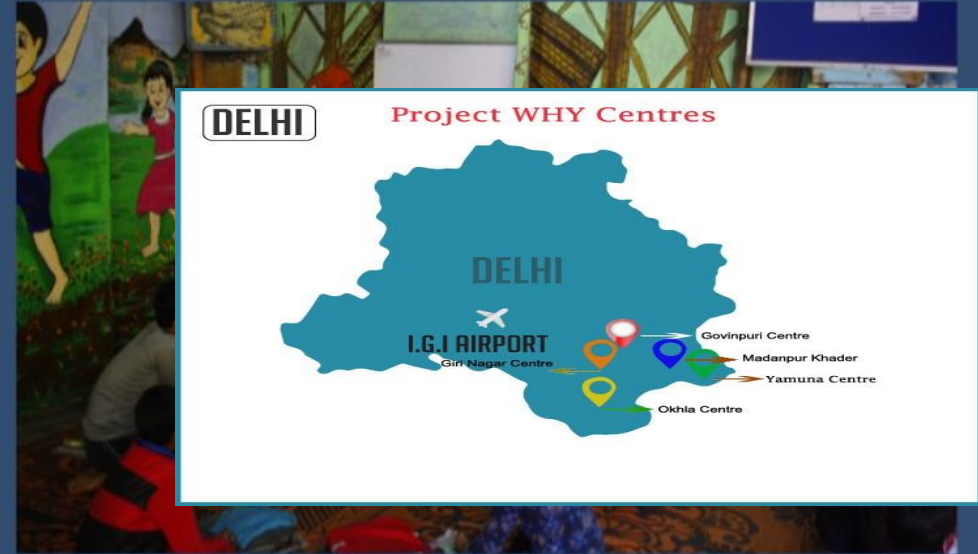 DELHI
Project WHY Centres
DELHI
I.G.I AIRPORT
Govinpuri Centre
Giri Nagar Centre
Madanpur Khader
Yamuna Centre
Okhla Centre